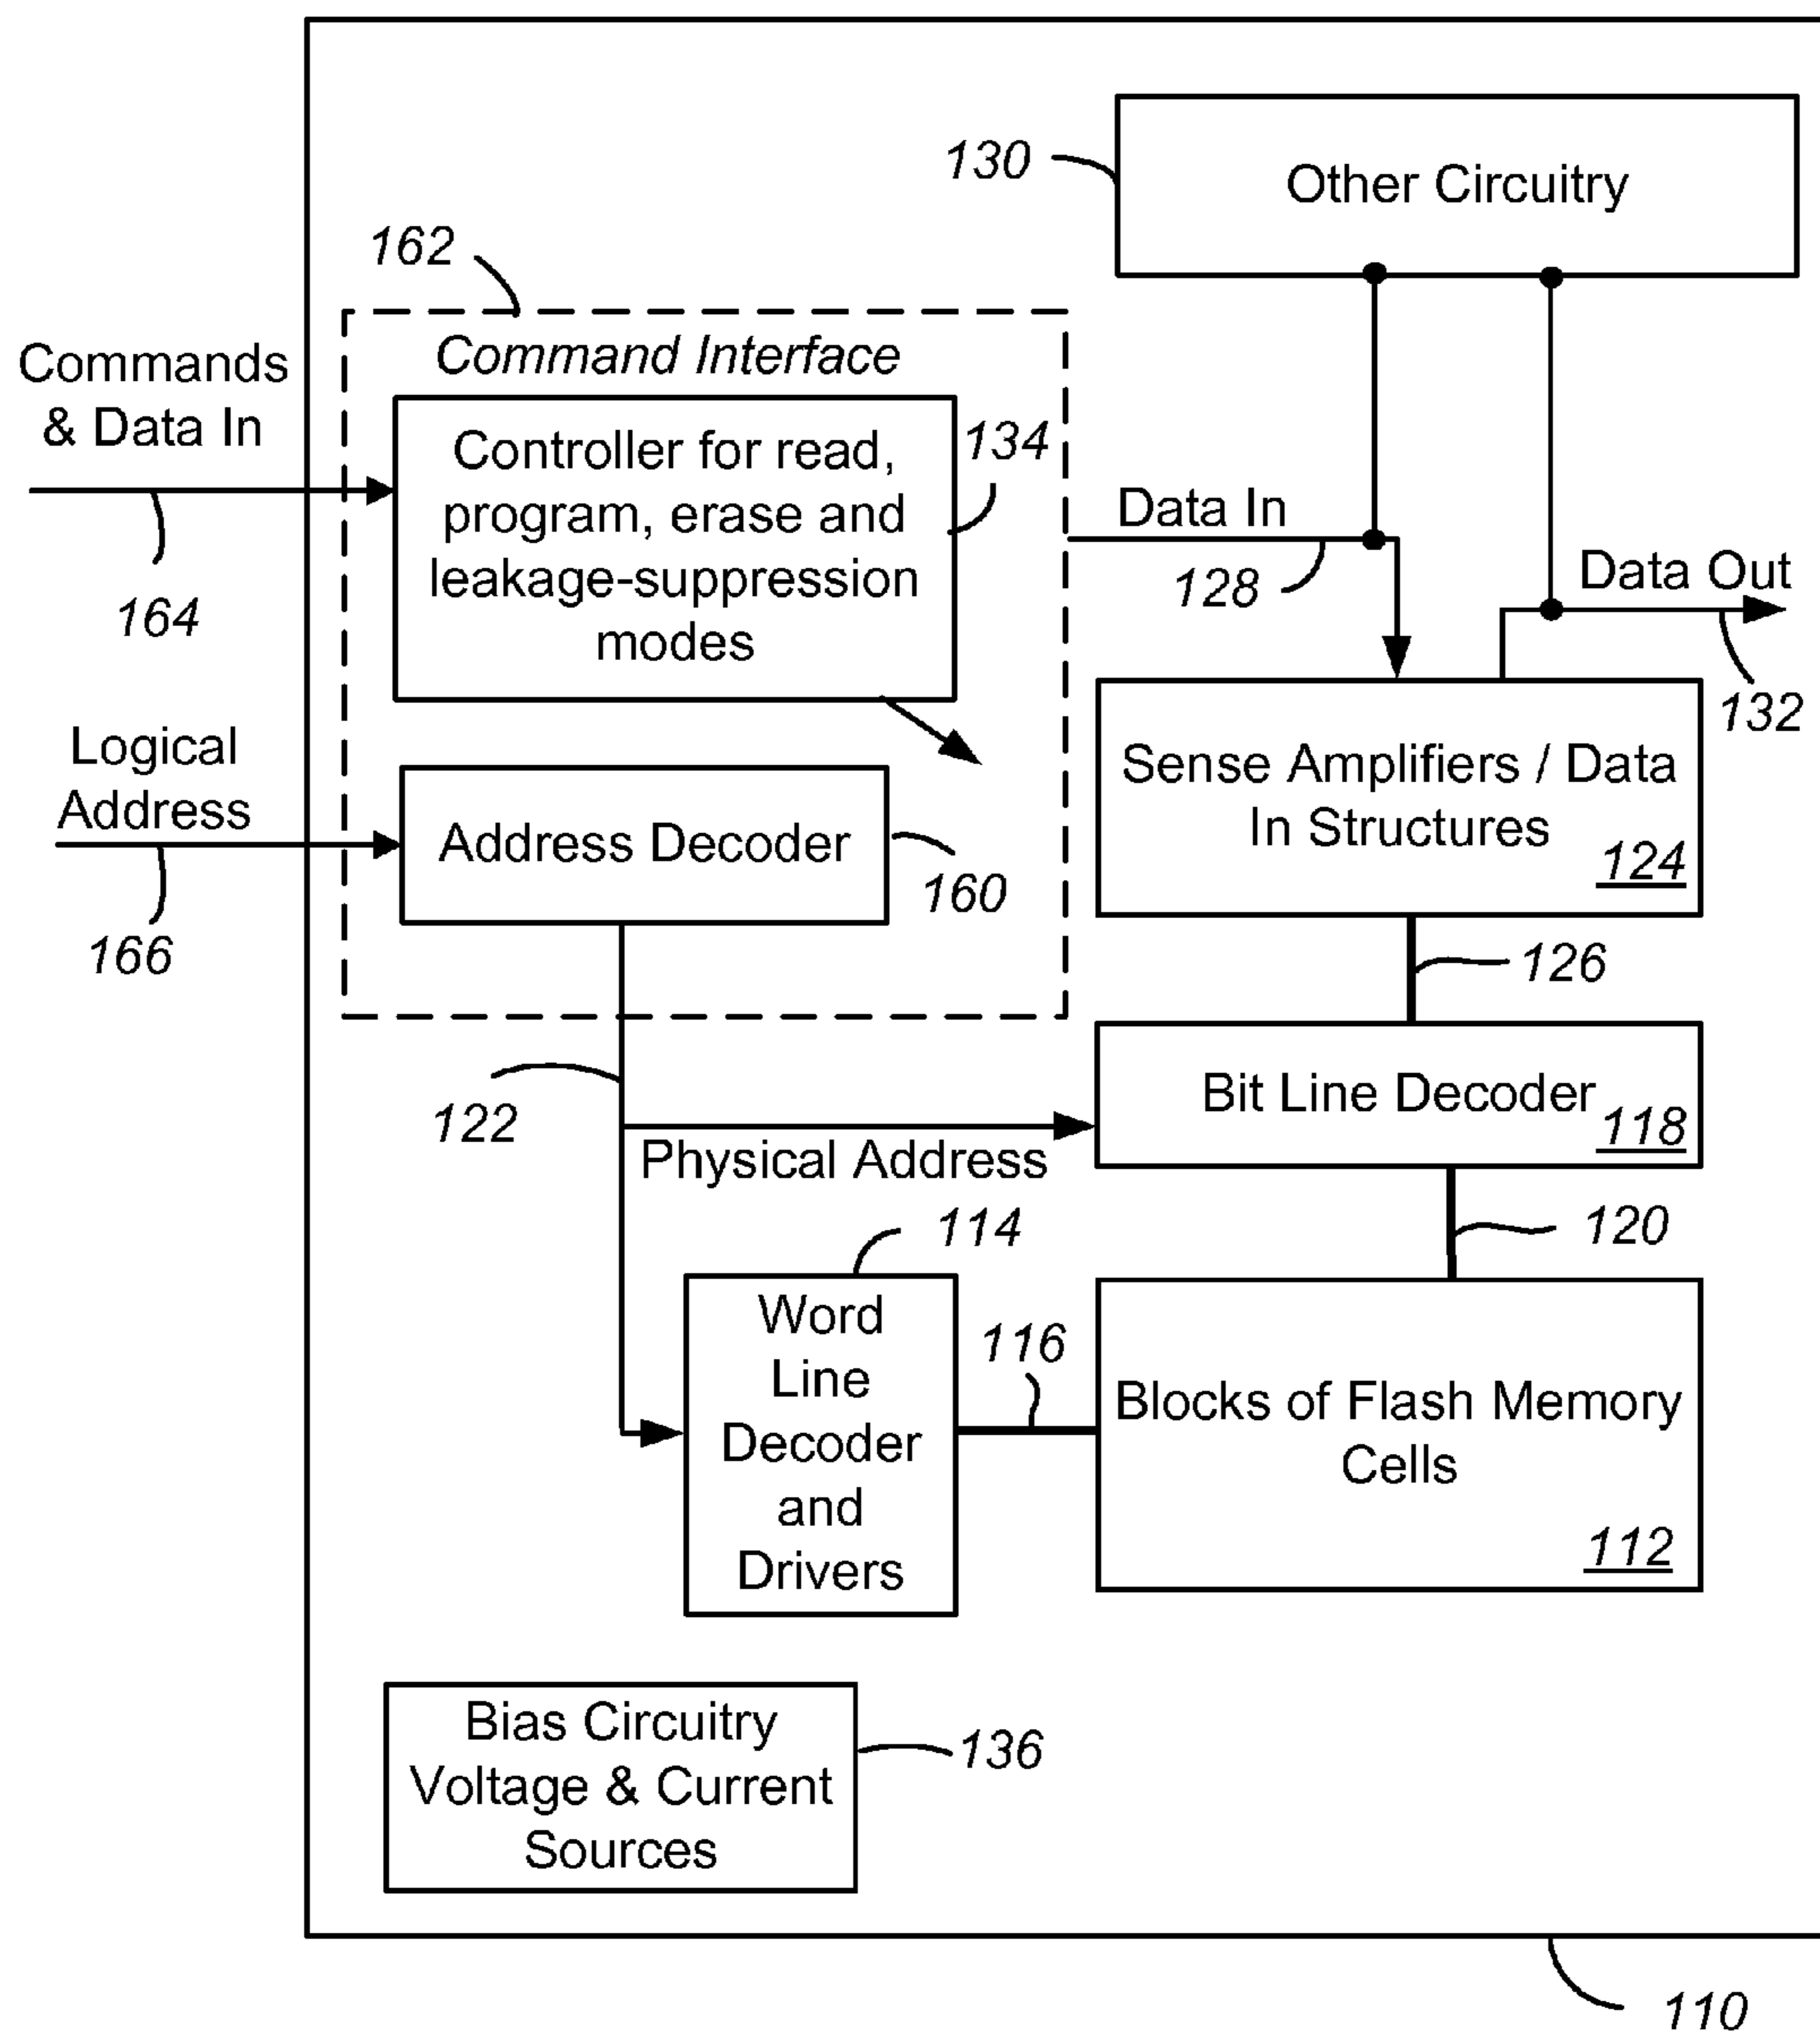 130
Other Circuitry
162
Commands
& Data In
Command Interface
Controller for read,
program, erase and
leakage-suppression
modes
134
164
Data In
128
Data Out
132
Logical
Address
166
Address Decoder
160
Sense Amplifiers / Data
In Structures
124
126
122
Physical Address
Bit Line Decoder
118
120
114
Word
Line
Decoder
and
Drivers
116
Blocks of Flash Memory
Cells
112
Bias Circuitry
Voltage & Current
Sources
136
110